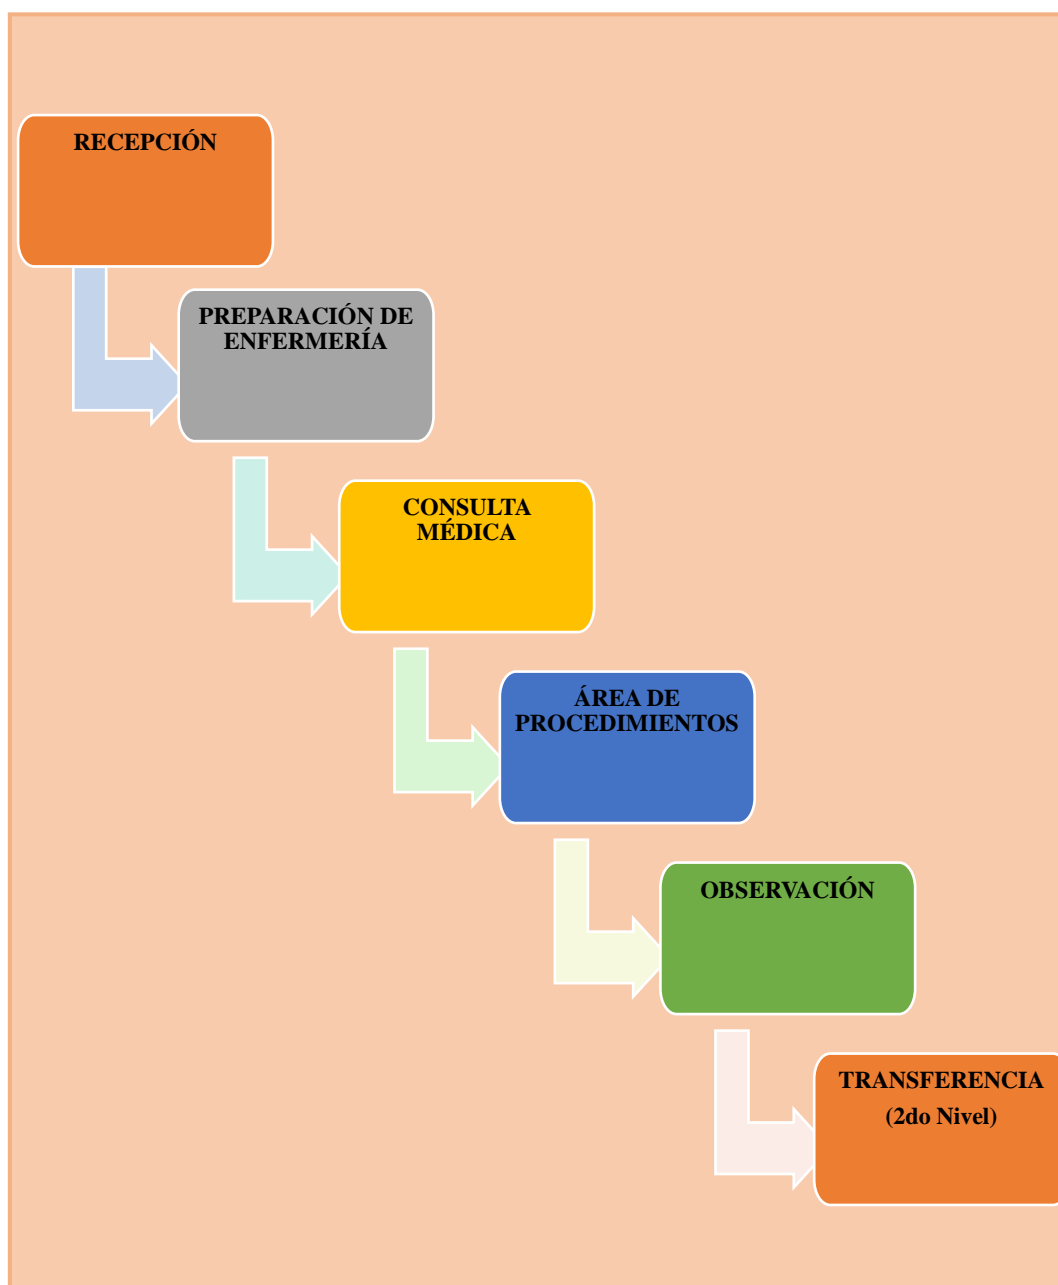 RECEPCIÓN
PREPARACIÓN DE
ENFERMERÍA
CONSULTA
MÉDICA
ÁREA DE
PROCEDIMIENTOS
OBSERVACIÓN
TRANSFERENCIA
(2do Nivel)